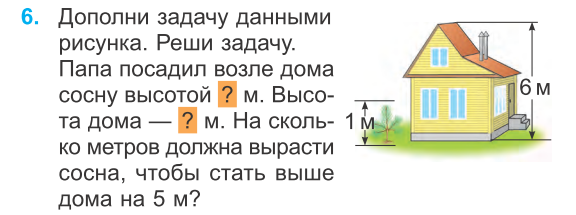 6. Дополни задачу данными
рисунка. Реши задачу.
Папа посадил возле дома
сосну высотой ? м. Высо-
та дома — ? м. На сколь-
ко метров должна вырасти
сосна, чтобы стать выше
дома на 5 м?
1 м
6 м